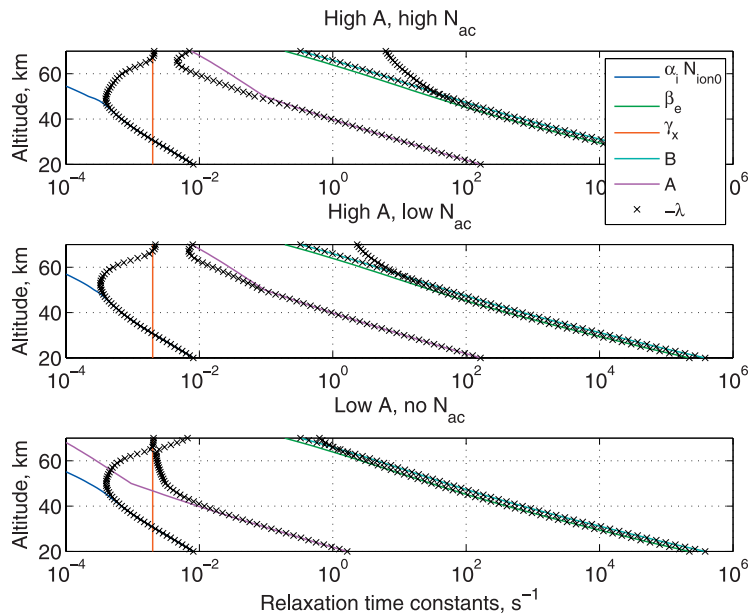 High A, high N_ac
Altitude, km
60
40
20
10^−4 10^−2 10^0 10^2 10^4 10^6
α_i N_ion0
β_e
γ_x
B
A
−λ
High A, low N_ac
Altitude, km
60
40
20
10^−4 10^−2 10^0 10^2 10^4 10^6
Low A, no N_ac
Altitude, km
60
40
20
10^−4 10^−2 10^0 10^2 10^4 10^6
Relaxation time constants, s^−1